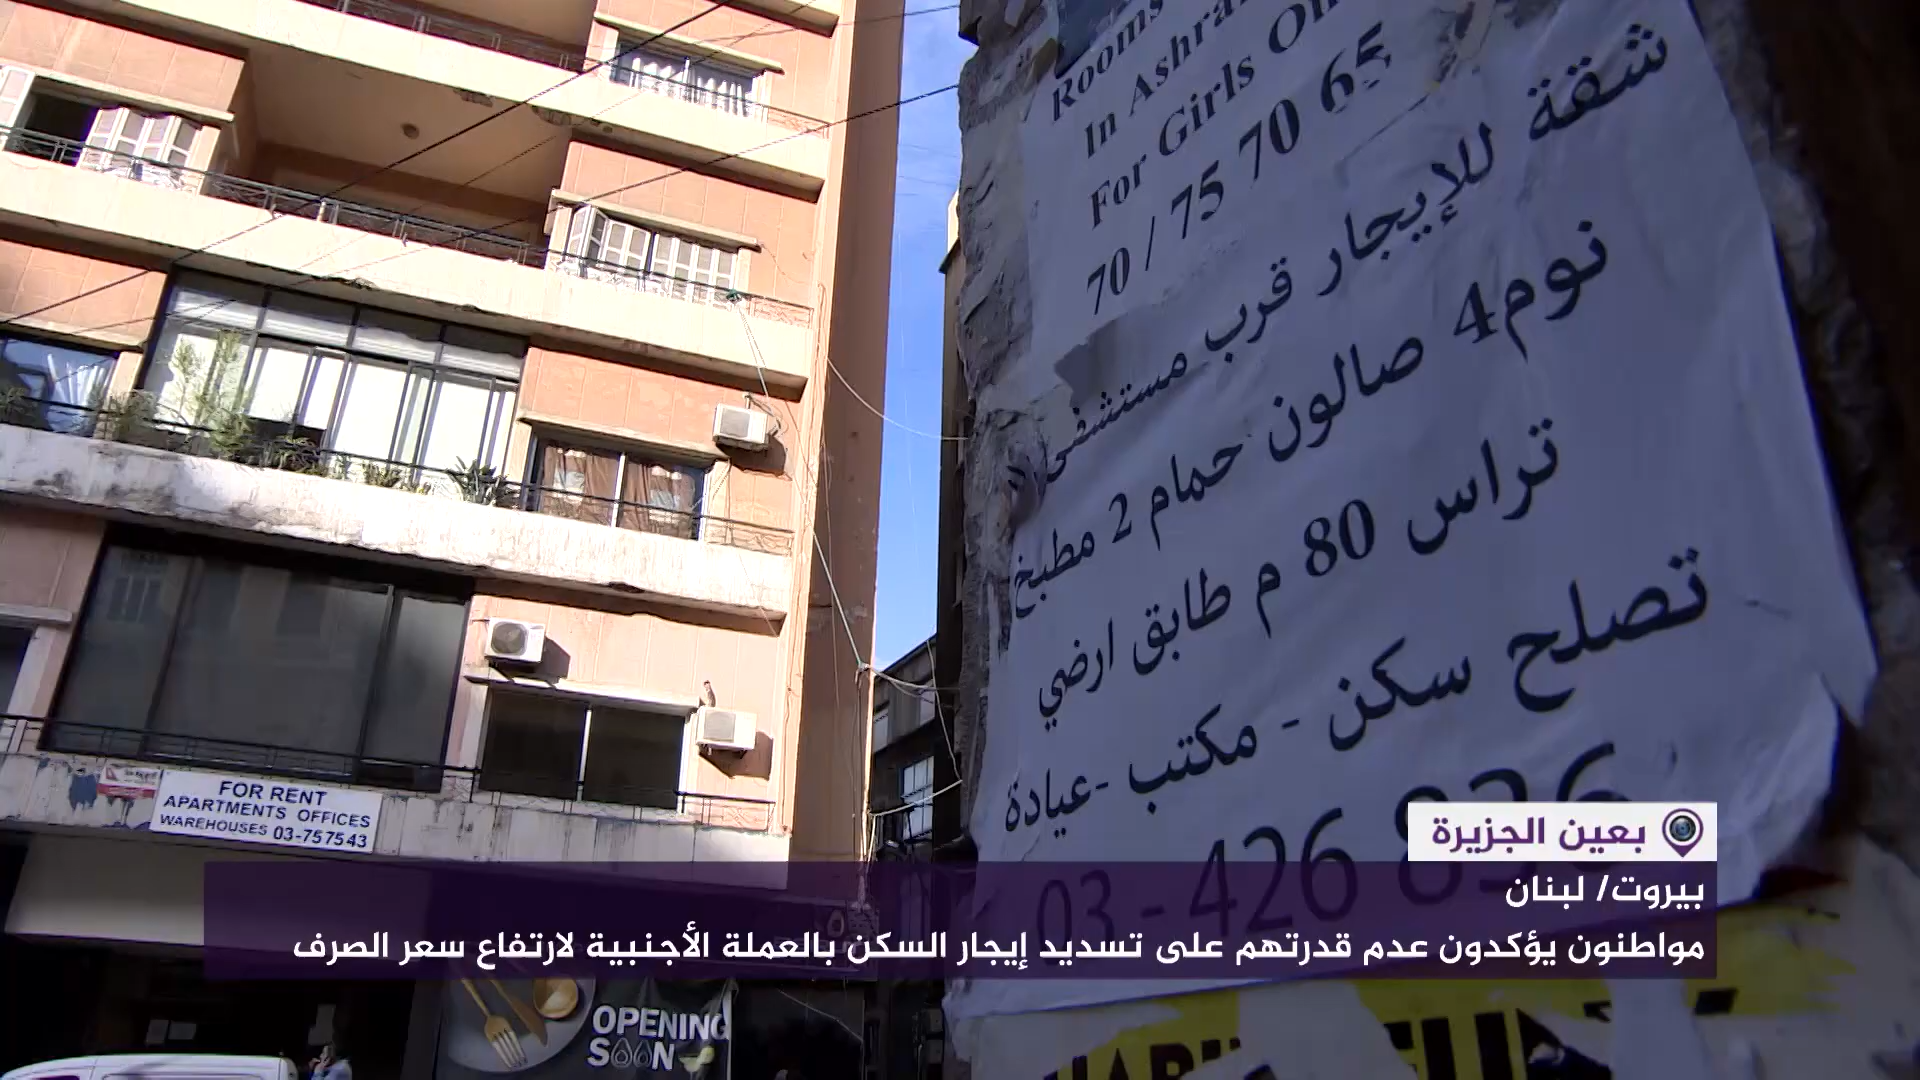 Rooms
In
For Girls
70 / 75 70 65
شقة للإيجار قرب مستشفى
نوم4 صالون حمام 2 مطبخ
تراس 80 م طابق ارضي
تصلح سكن - مكتب -عيادة
03 - 426 836
FOR RENT
APARTMENTS OFFICES
WAREHOUSES 03-757543
OPENING
SOON
بعين الجزيرة
بيروت/ لبنان
مواطنون يؤكدون عدم قدرتهم على تسديد إيجار السكن بالعملة الأجنبية لارتفاع سعر الصرف